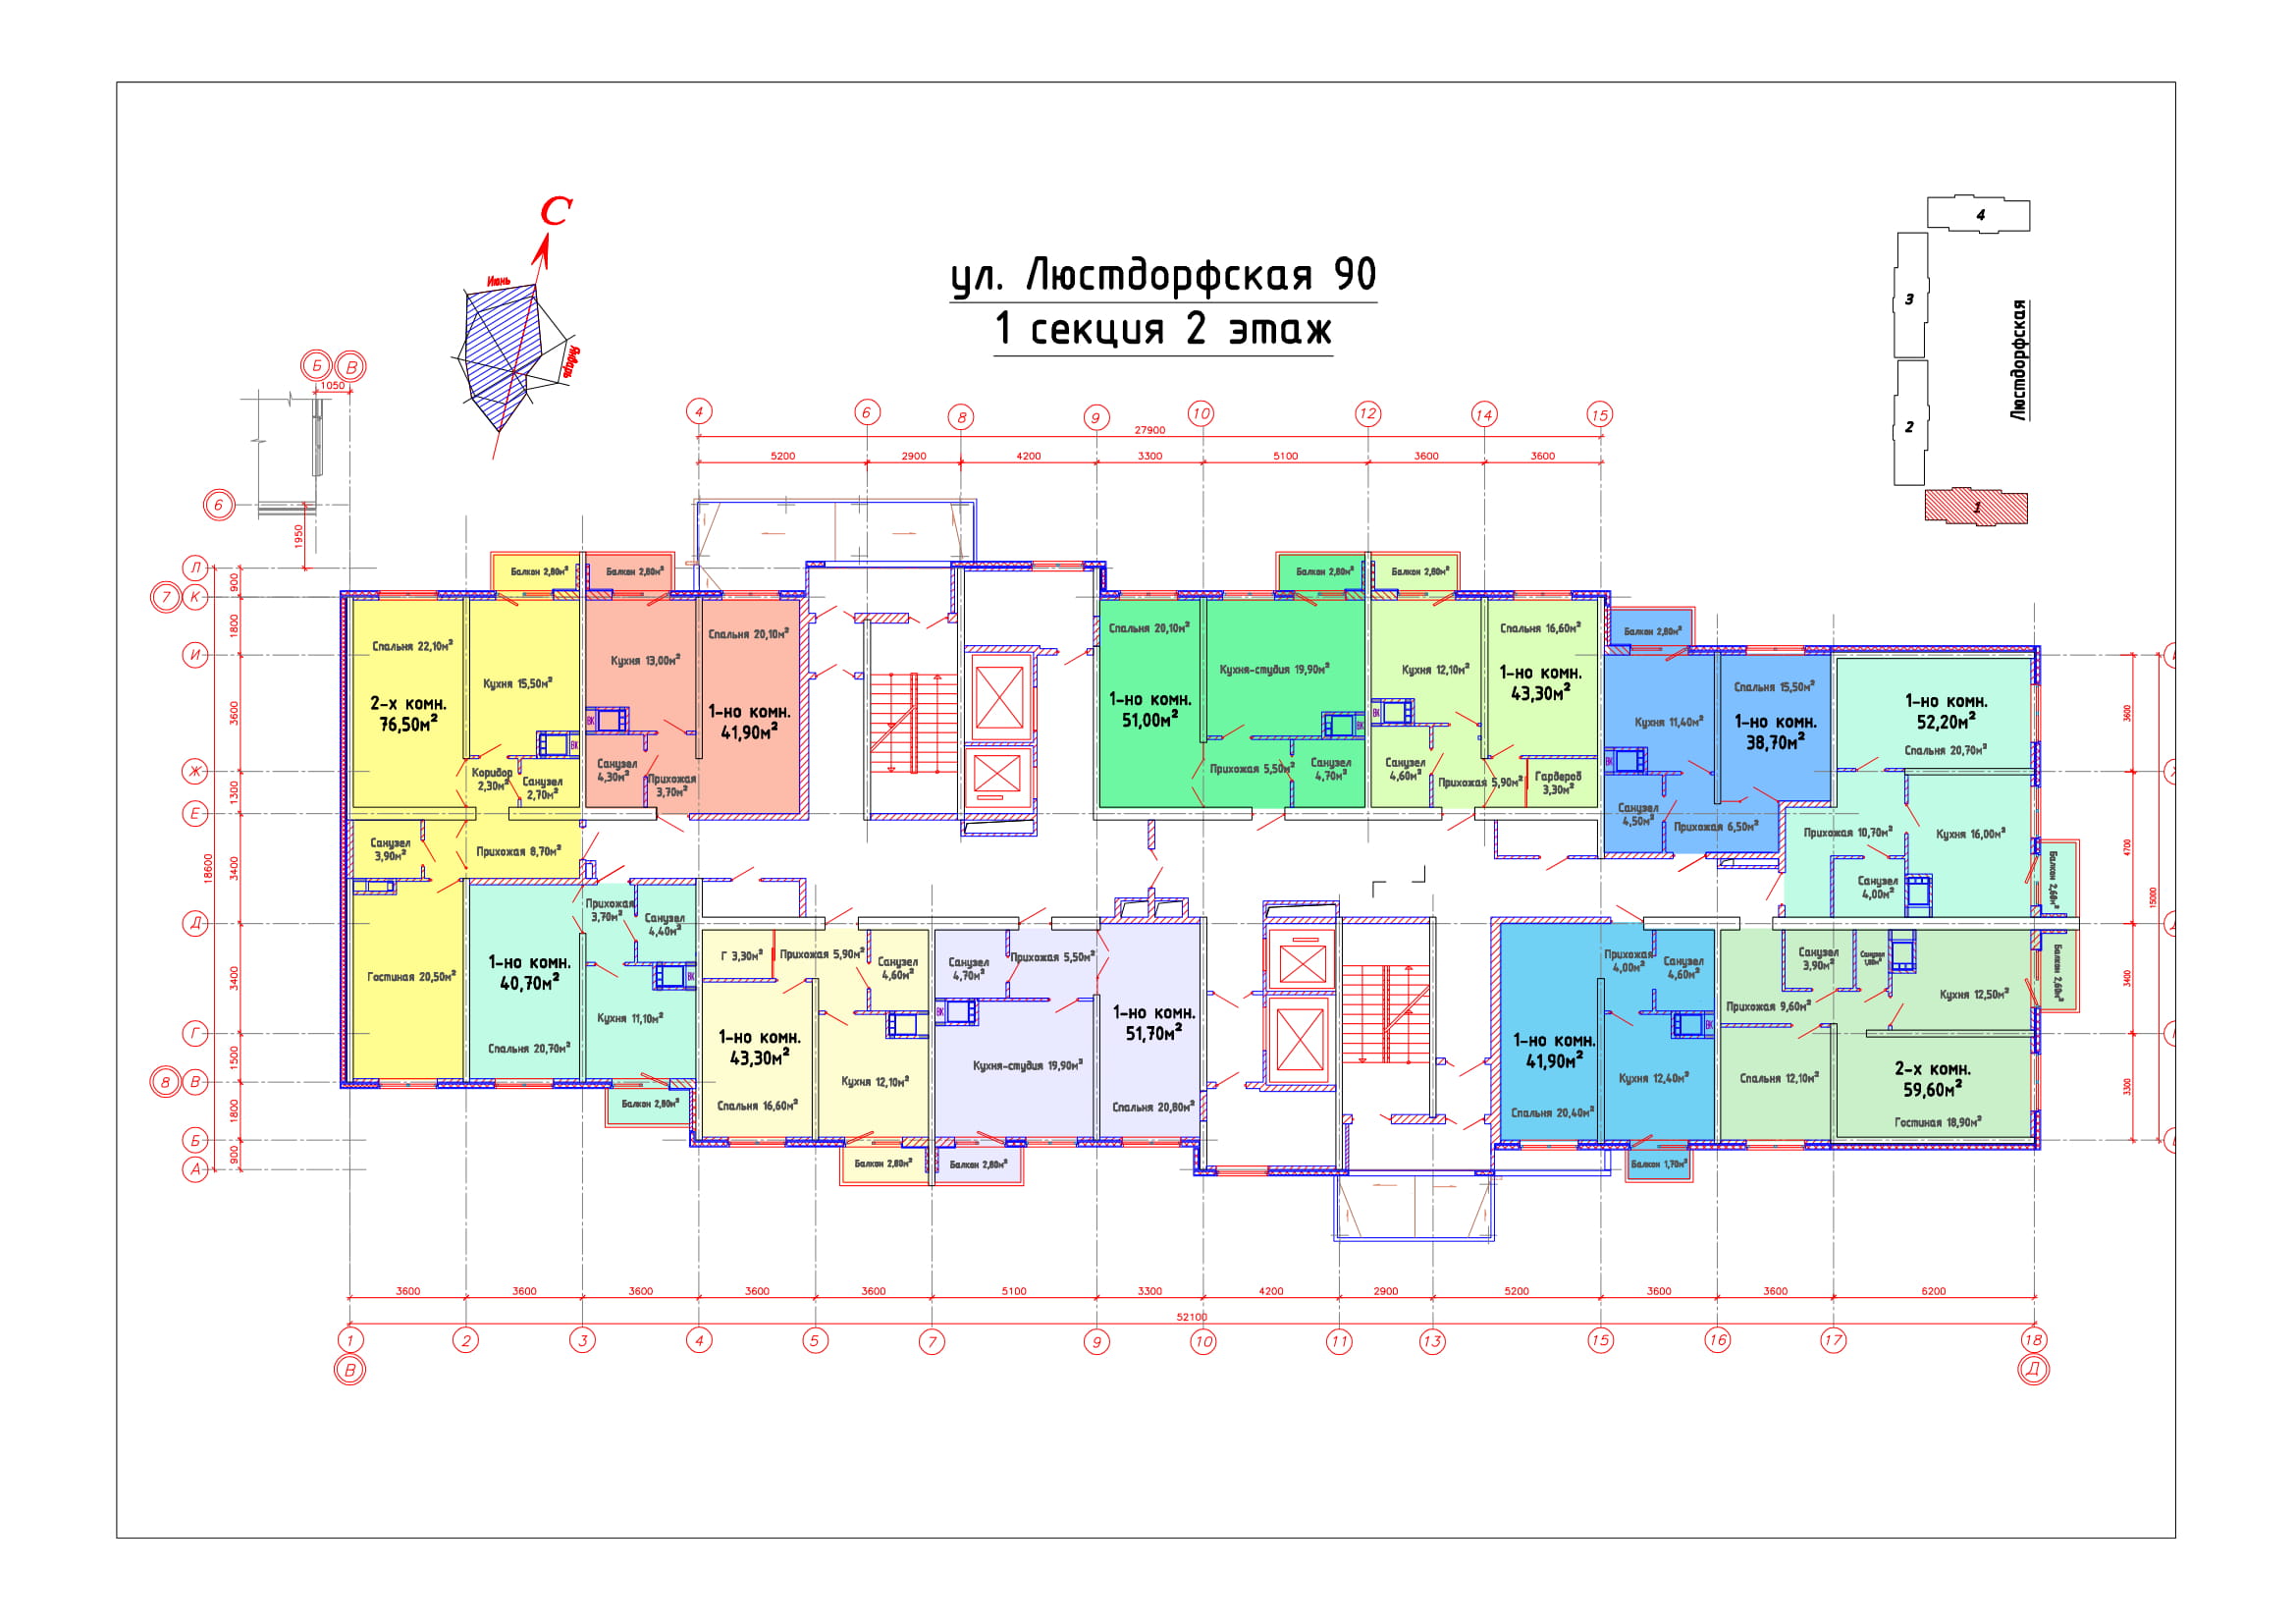 С
Июнь
Январь
ул. Люстдорфская 90
1 секция 2 этаж
4
3
2
1
Люстдорфская
Б
В
1050
6
1950
4
6
8
9
10
12
14
15
27900
5200
2900
4200
3300
5100
3600
3600
Л
7
К
И
Ж
Е
Д
Г
8
В
Б
А
900
1800
3600
1300
3400
3400
1500
1800
900
18600
Балкон 2,80м²
Спальня 22,10м²
Кухня 15,50м²
2-х комн.
76,50м²
ВК
Коридор
2,30м²
Санузел
2,70м²
Санузел
3,90м²
Прихожая 8,70м²
Гостиная 20,50м²
Балкон 2,80м²
Кухня 13,00м²
Спальня 20,10м²
1-но комн.
41,90м²
ВК
Санузел
4,30м²
Прихожая
3,70м²
Балкон 2,80м²
Спальня 20,10м²
Кухня-студия 19,90м²
1-но комн.
51,00м²
ВК
Прихожая 5,50м²
Санузел
4,70м²
Балкон 2,80м²
Кухня 12,10м²
Спальня 16,60м²
1-но комн.
43,30м²
ВК
Санузел
4,60м²
Прихожая 5,90м²
Гардероб
3,30м²
Балкон 2,80м²
Кухня 11,40м²
Спальня 15,50м²
1-но комн.
38,70м²
ВК
Санузел
4,50м²
Прихожая 6,50м²
1-но комн.
52,20м²
Спальня 20,70м²
Прихожая 10,70м²
Кухня 16,00м²
Санузел
4,00м²
Балкон 2,60м²
Прихожая
3,70м²
Санузел
4,40м²
1-но комн.
40,70м²
ВК
Кухня 11,10м²
Спальня 20,70м²
Балкон 2,80м²
Г 3,30м²
Прихожая 5,90м²
Санузел
4,60м²
1-но комн.
43,30м²
Кухня 12,10м²
Спальня 16,60м²
Балкон 2,80м²
Санузел
4,70м²
Прихожая 5,50м²
ВК
1-но комн.
51,70м²
Кухня-студия 19,90м²
Спальня 20,80м²
Балкон 2,80м²
Прихожая
4,00м²
Санузел
4,60м²
ВК
1-но комн.
41,90м²
Кухня 12,40м²
Спальня 20,40м²
Балкон 1,70м²
Санузел
3,90м²
Санузел
Кухня 12,50м²
Прихожая 9,60м²
Балкон 2,60м²
Спальня 12,10м²
2-х комн.
59,60м²
Гостиная 18,90м²
3600
4700
3400
3300
15000
3600
3600
3600
3600
3600
5100
3300
4200
2900
5200
3600
3600
6200
52100
1
2
3
4
5
7
9
10
11
13
15
16
17
18
В
Д